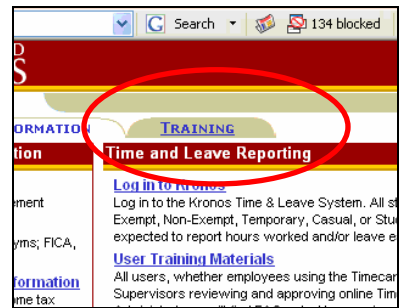 Search 134 blocked
D
S
ORMATION TRAINING
tion Time and Leave Reporting
Log in to Kronos
ement Log in to the Kronos Time & Leave System. All st
Exempt, Non-Exempt, Temporary, Casual, or Stu
yms; FICA, expected to report hours worked and/or leave e
User Training Materials
formation All users, whether employees using the Timecar
ome tax Supervisors reviewing and approving online Tim